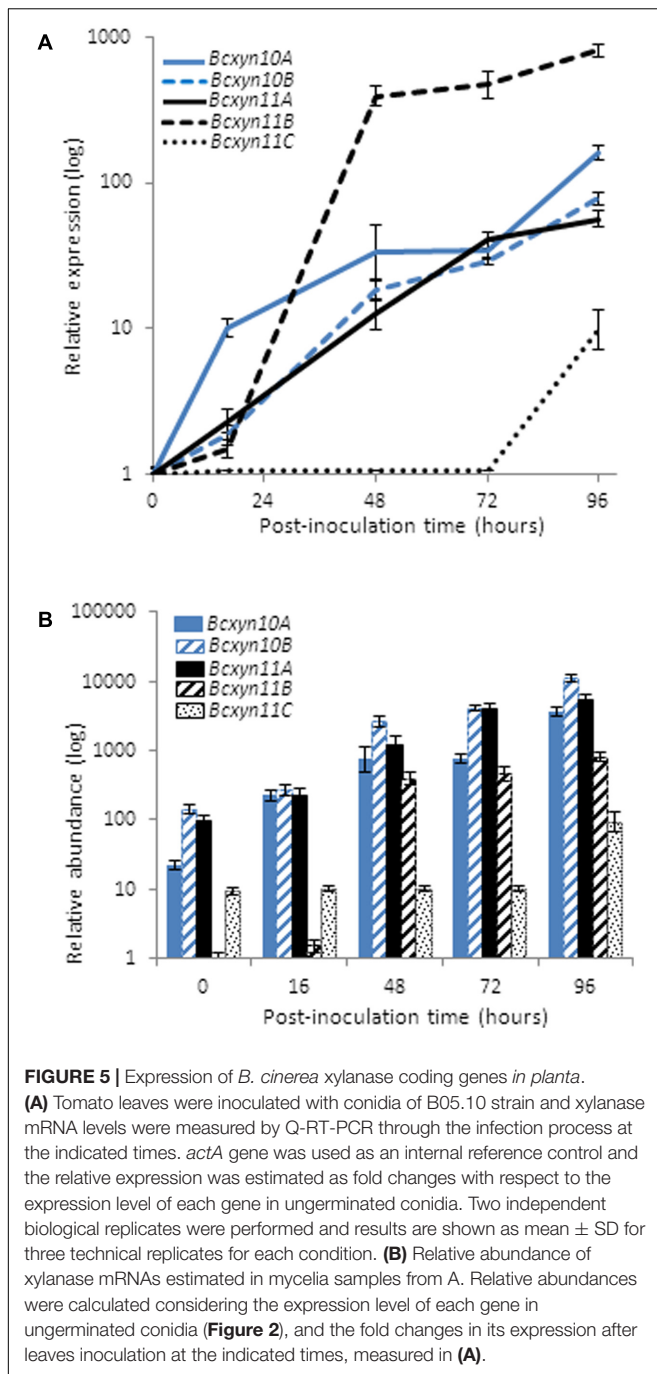 A
Relative expression (log)
1000
100
10
1
Bcxyn10A
Bcxyn10B
Bcxyn11A
Bcxyn11B
Bcxyn11C
0 24 48 72 96
Post-inoculation time (hours)
B
Relative abundance (log)
100000
10000
1000
100
10
1
Bcxyn10A
Bcxyn10B
Bcxyn11A
Bcxyn11B
Bcxyn11C
0 16 48 72 96
Post-inoculation time (hours)
FIGURE 5 | Expression of B. cinerea xylanase coding genes in planta.
(A) Tomato leaves were inoculated with conidia of B05.10 strain and xylanase
mRNA levels were measured by Q-RT-PCR through the infection process at
the indicated times. actA gene was used as an internal reference control and
the relative expression was estimated as fold changes with respect to the
expression level of each gene in ungerminated conidia. Two independent
biological replicates were performed and results are shown as mean ± SD for
three technical replicates for each condition. (B) Relative abundance of
xylanase mRNAs estimated in mycelia samples from A. Relative abundances
were calculated considering the expression level of each gene in
ungerminated conidia (Figure 2), and the fold changes in its expression after
leaves inoculation at the indicated times, measured in (A).